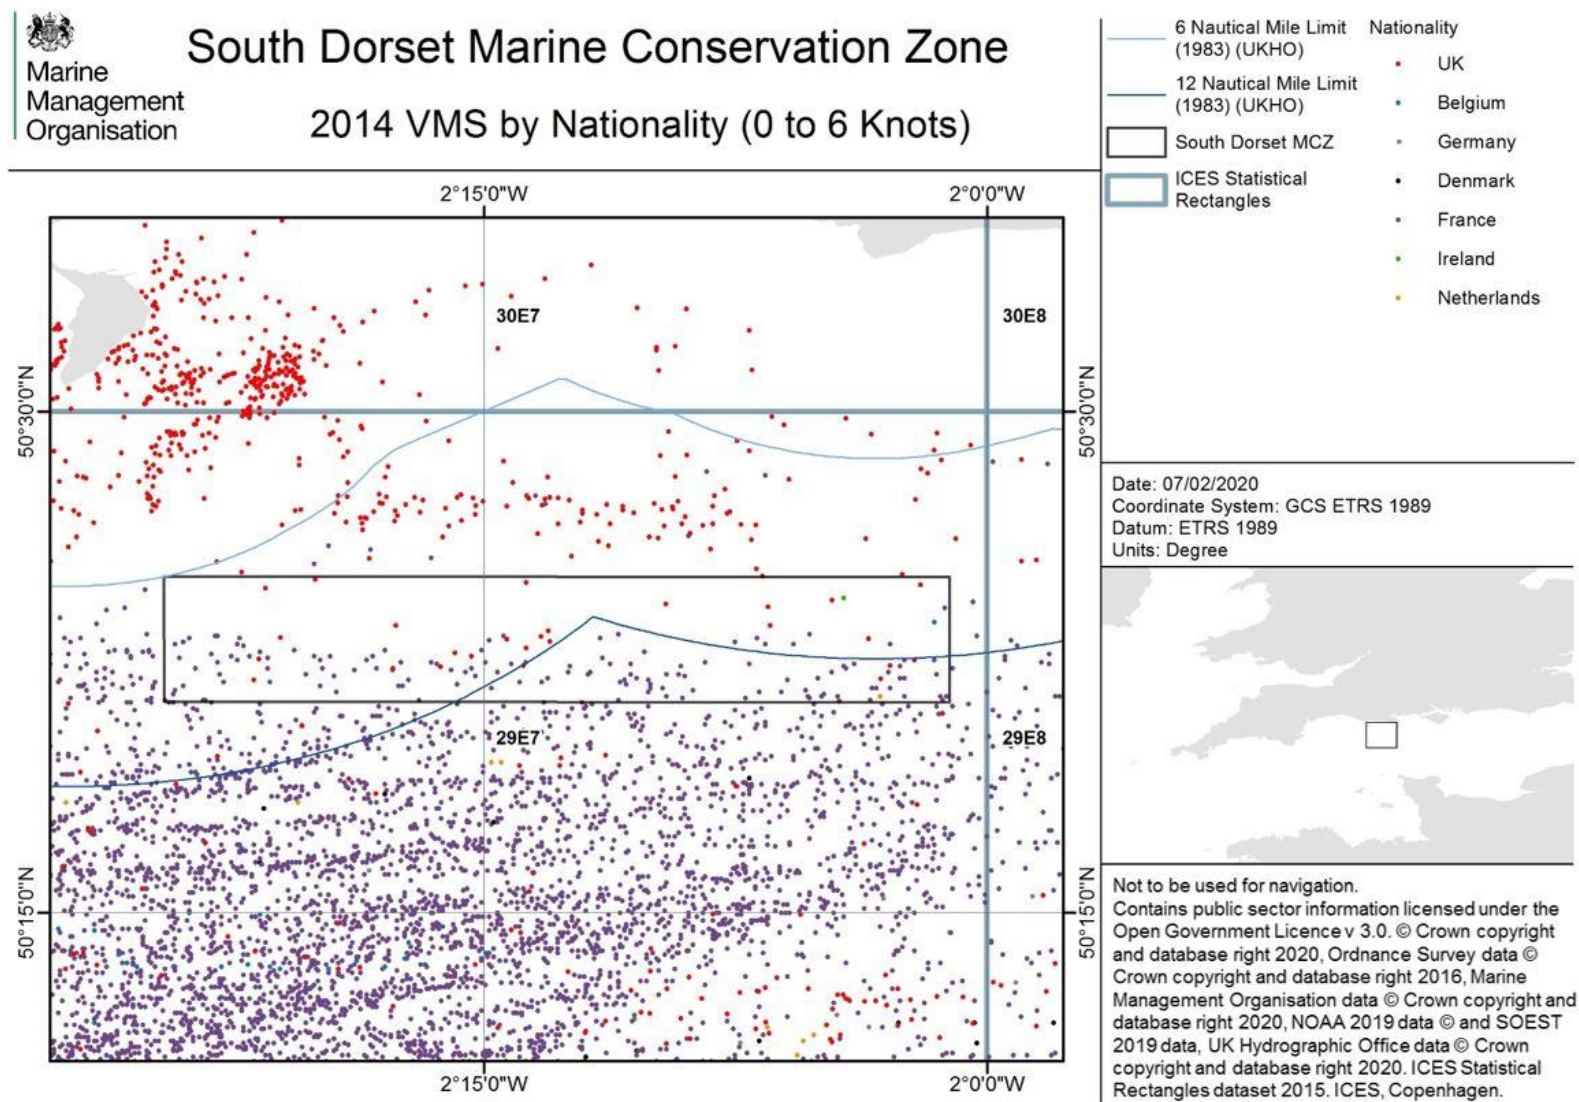 Marine
Management
Organisation
South Dorset Marine Conservation Zone
2014 VMS by Nationality (0 to 6 Knots)
6 Nautical Mile Limit
(1983) (UKHO)
12 Nautical Mile Limit
(1983) (UKHO)
South Dorset MCZ
ICES Statistical
Rectangles
Nationality
UK
Belgium
Germany
Denmark
France
Ireland
Netherlands
2°15'0"W
2°0'0"W
30E7
30E8
50°30'0"N
50°30'0"N
29E7
29E8
50°15'0"N
50°15'0"N
2°15'0"W
2°0'0"W
Date: 07/02/2020
Coordinate System: GCS ETRS 1989
Datum: ETRS 1989
Units: Degree
Not to be used for navigation.
Contains public sector information licensed under the
Open Government Licence v 3.0. © Crown copyright
and database right 2020, Ordnance Survey data ©
Crown copyright and database right 2016, Marine
Management Organisation data © Crown copyright and
database right 2020, NOAA 2019 data © and SOEST
2019 data, UK Hydrographic Office data © Crown
copyright and database right 2020. ICES Statistical
Rectangles dataset 2015. ICES, Copenhagen.